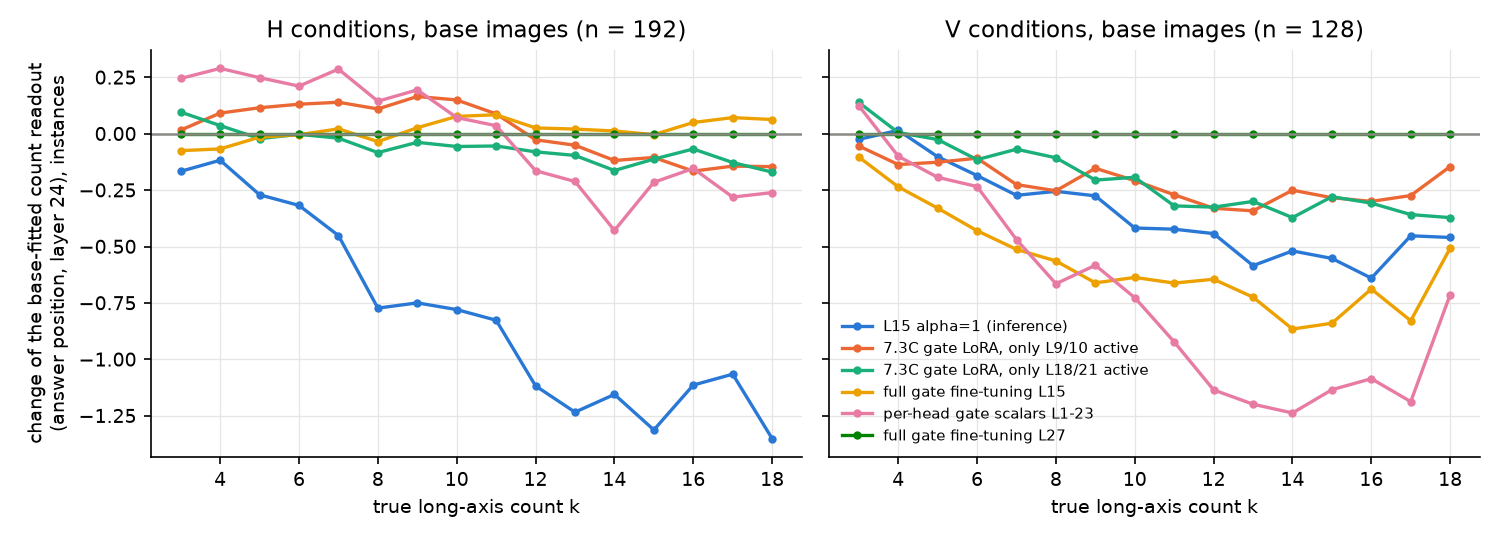 H conditions, base images (n = 192)
V conditions, base images (n = 128)
change of the base-fitted count readout
(answer position, layer 24), instances
0.25
0.00
−0.25
−0.50
−0.75
−1.00
−1.25
L15 alpha=1 (inference)
7.3C gate LoRA, only L9/10 active
7.3C gate LoRA, only L18/21 active
full gate fine-tuning L15
per-head gate scalars L1-23
full gate fine-tuning L27
4 6 8 10 12 14 16 18
4 6 8 10 12 14 16 18
true long-axis count k
true long-axis count k